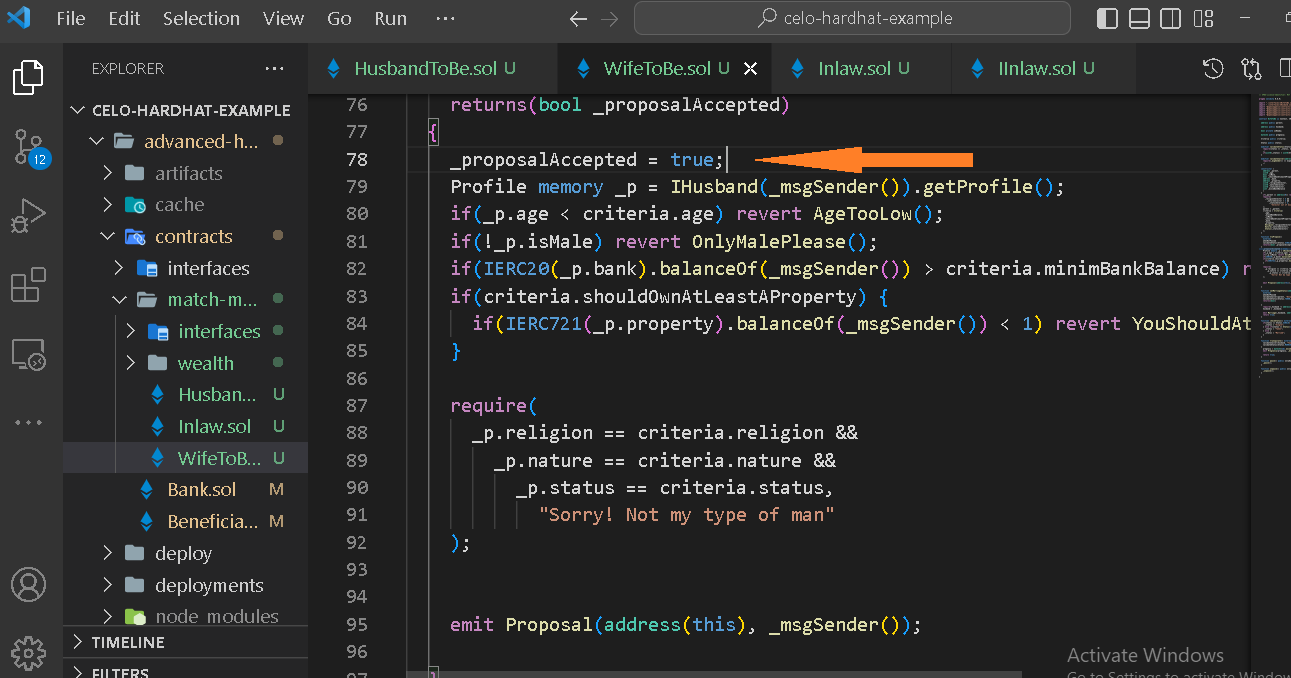 File Edit Selection View Go Run ··· celo-hardhat-example
EXPLORER ···
HusbandToBe.sol U WifeToBe.sol U Inlaw.sol U IInlaw.sol U
CELO-HARDHAT-EXAMPLE
advanced-h...
artifacts
cache
contracts
interfaces
match-m...
interfaces
wealth
Husban... U
Inlaw.sol U
WifeToB... U
Bank.sol M
Beneficia... M
deploy
deployments
node_modules
TIMELINE
FILTERS
12
76 returns(bool _proposalAccepted)
77 {
78 _proposalAccepted = true;
79 Profile memory _p = IHusband(_msgSender()).getProfile();
80 if(_p.age < criteria.age) revert AgeTooLow();
81 if(!_p.isMale) revert OnlyMalePlease();
82 if(IERC20(_p.bank).balanceOf(_msgSender()) > criteria.minimBankBalance) r
83 if(criteria.shouldOwnAtLeastAProperty) {
84 if(IERC721(_p.property).balanceOf(_msgSender()) < 1) revert YouShouldAt
85 }
86
87 require(
88 _p.religion == criteria.religion &&
89 _p.nature == criteria.nature &&
90 _p.status == criteria.status,
91 "Sorry! Not my type of man"
92 );
93
94
95 emit Proposal(address(this), _msgSender());
96
97 }
Activate Windows
Go to Settings to activate Window